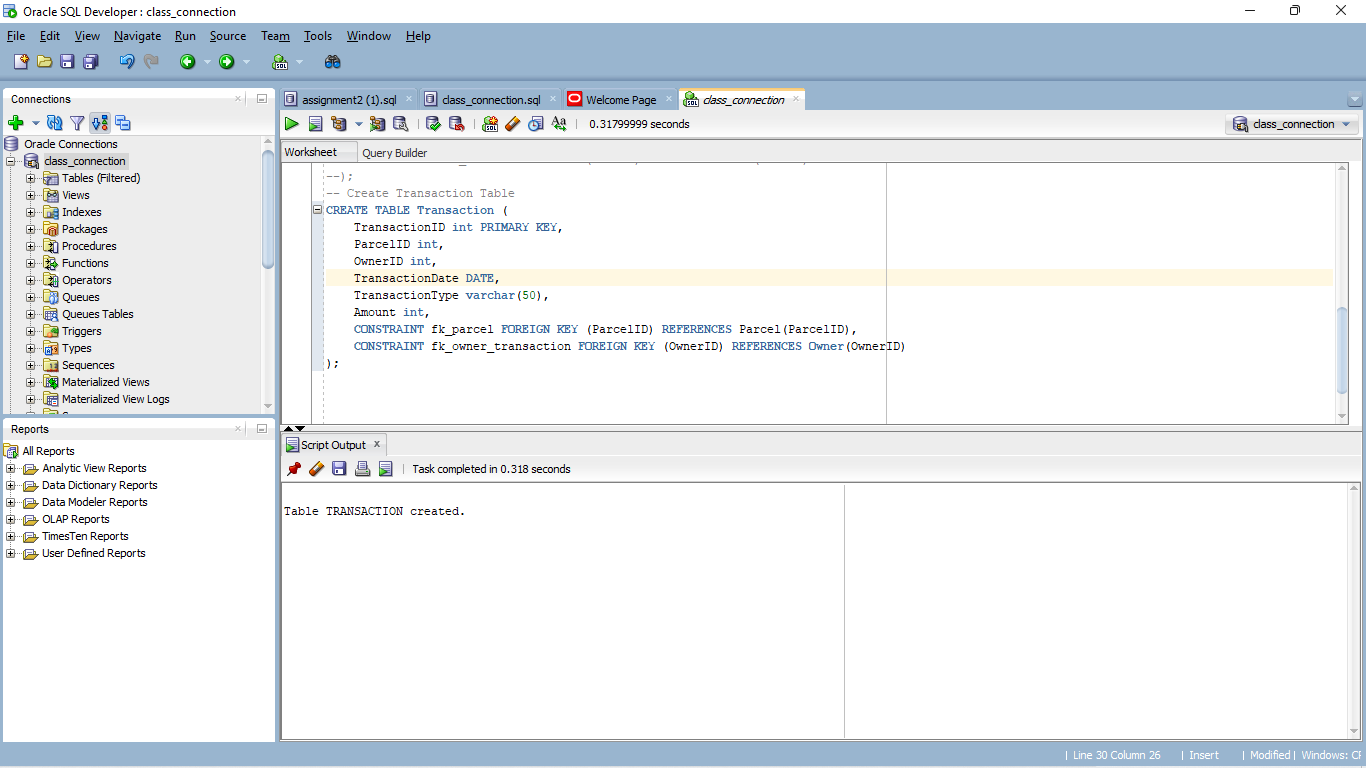 Oracle SQL Developer : class_connection
File Edit View Navigate Run Source Team Tools Window Help
Connections
Oracle Connections
class_connection
Tables (Filtered)
Views
Indexes
Packages
Procedures
Functions
Operators
Queues
Queues Tables
Triggers
Types
Sequences
Materialized Views
Materialized View Logs
Reports
All Reports
Analytic View Reports
Data Dictionary Reports
Data Modeler Reports
OLAP Reports
TimesTen Reports
User Defined Reports
assignment2 (1).sql class_connection.sql Welcome Page class_connection
0.31799999 seconds class_connection
Worksheet Query Builder
--);
-- Create Transaction Table
CREATE TABLE Transaction (
TransactionID int PRIMARY KEY,
ParcelID int,
OwnerID int,
TransactionDate DATE,
TransactionType varchar(50),
Amount int,
CONSTRAINT fk_parcel FOREIGN KEY (ParcelID) REFERENCES Parcel(ParcelID),
CONSTRAINT fk_owner_transaction FOREIGN KEY (OwnerID) REFERENCES Owner(OwnerID)
);
Script Output
Task completed in 0.318 seconds
Table TRANSACTION created.
| Line 30 Column 26 | Insert | Modified | Windows: CF